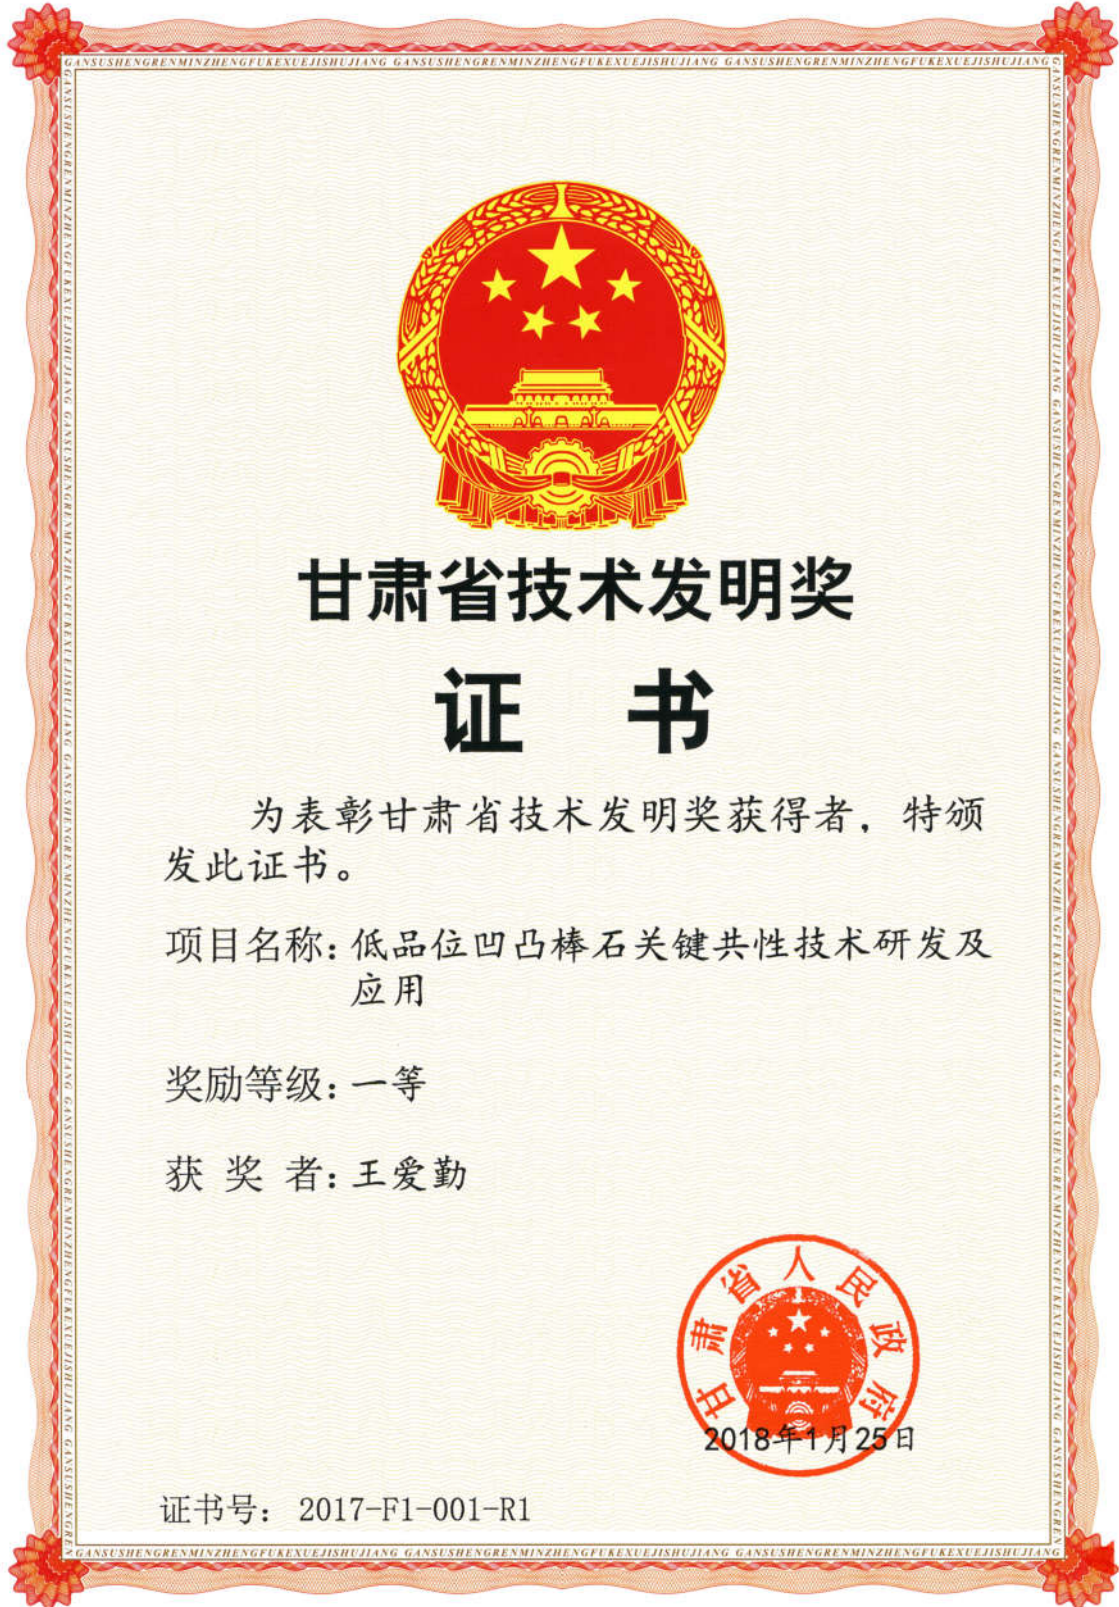 GANSUSHENGRENMINZHENGFUKEXUEJISHUJIANG GANSUSHENGRENMINZHENGFUKEXUEJISHUJIANG GANSUSHENGRENMINZHENGFUKEXUEJISHUJIANG
甘肃省技术发明奖
证 书
为表彰甘肃省技术发明奖获得者，特颁
发此证书。
项目名称：低品位凹凸棒石关键共性技术研发及
应用
奖励等级：一等
获 奖 者：王爱勤
甘肃省人民政府
2018年1月25日
证书号： 2017-F1-001-R1
GANSUSHENGRENMINZHENGFUKEXUEJISHUJIANG GANSUSHENGRENMINZHENGFUKEXUEJISHUJIANG GANSUSHENGRENMINZHENGFUKEXUEJISHUJIANG